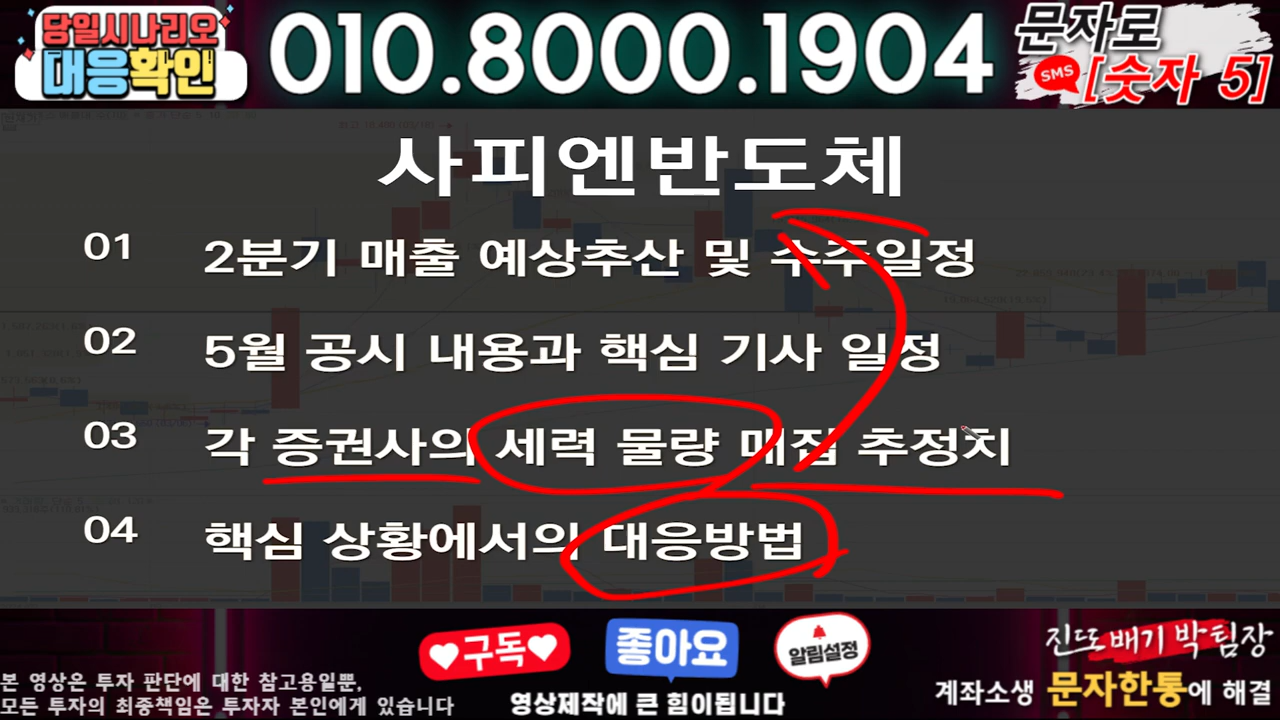 당일시나리오
대응확인
010.8000.1904
문자로
SMS [숫자 5]
사피엔반도체
01 2분기 매출 예상추산 및 수주일정
02 5월 공시 내용과 핵심 기사 일정
03 각 증권사의 세력 물량 매집 추정치
04 핵심 상황에서의 대응방법
구독
좋아요
알림설정
영상제작에 큰 힘이됩니다
본 영상은 투자 판단에 대한 참고용일뿐,
모든 투자의 최종책임은 투자자 본인에게 있습니다
진또배기 박팀장
계좌소생 문자한통에 해결